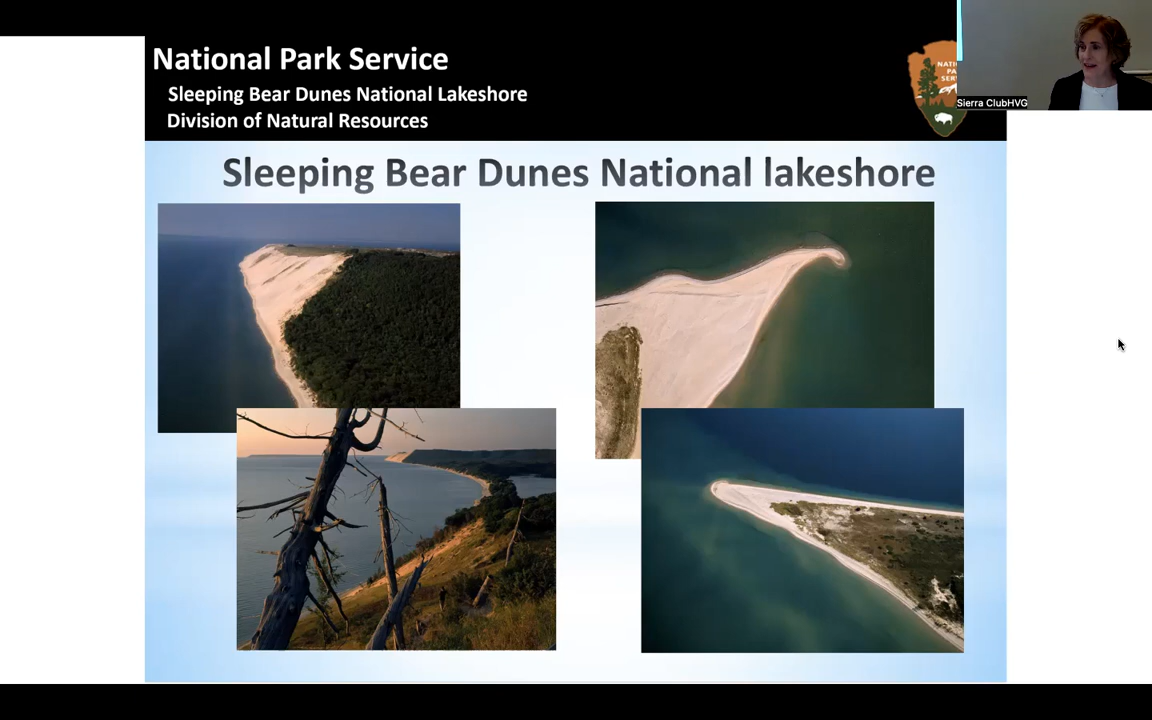 National Park Service
Sleeping Bear Dunes National Lakeshore
Division of Natural Resources
Sierra ClubHVG
Sleeping Bear Dunes National lakeshore